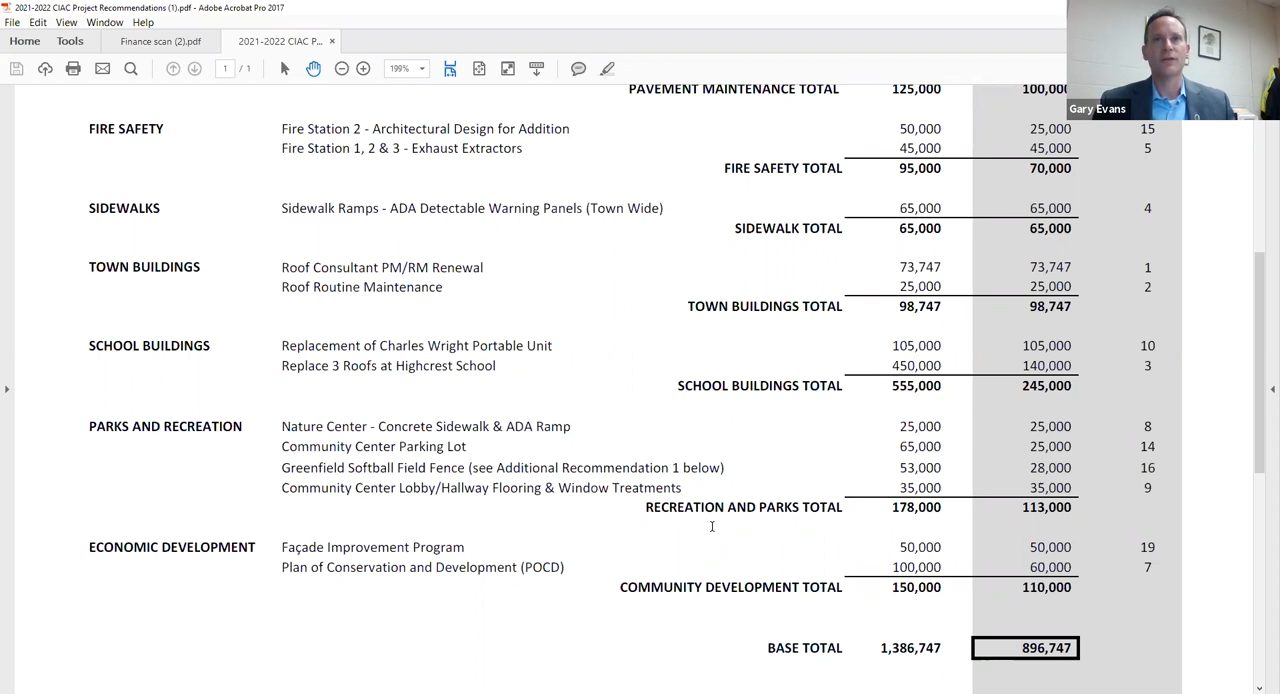 2021-2022 CIAC Project Recommendations (1).pdf - Adobe Acrobat Pro 2017
File Edit View Window Help
Home Tools Finance scan (2).pdf 2021-2022 CIAC P... ×
1 / 1 199%
Gary Evans
PAVEMENT MAINTENANCE TOTAL 125,000 100,000
FIRE SAFETY Fire Station 2 - Architectural Design for Addition 50,000 25,000 15
Fire Station 1, 2 & 3 - Exhaust Extractors 45,000 45,000 5
FIRE SAFETY TOTAL 95,000 70,000
SIDEWALKS Sidewalk Ramps - ADA Detectable Warning Panels (Town Wide) 65,000 65,000 4
SIDEWALK TOTAL 65,000 65,000
TOWN BUILDINGS Roof Consultant PM/RM Renewal 73,747 73,747 1
Roof Routine Maintenance 25,000 25,000 2
TOWN BUILDINGS TOTAL 98,747 98,747
SCHOOL BUILDINGS Replacement of Charles Wright Portable Unit 105,000 105,000 10
Replace 3 Roofs at Highcrest School 450,000 140,000 3
SCHOOL BUILDINGS TOTAL 555,000 245,000
PARKS AND RECREATION Nature Center - Concrete Sidewalk & ADA Ramp 25,000 25,000 8
Community Center Parking Lot 65,000 25,000 14
Greenfield Softball Field Fence (see Additional Recommendation 1 below) 53,000 28,000 16
Community Center Lobby/Hallway Flooring & Window Treatments 35,000 35,000 9
RECREATION AND PARKS TOTAL 178,000 113,000
ECONOMIC DEVELOPMENT Façade Improvement Program 50,000 50,000 19
Plan of Conservation and Development (POCD) 100,000 60,000 7
COMMUNITY DEVELOPMENT TOTAL 150,000 110,000
BASE TOTAL 1,386,747 896,747